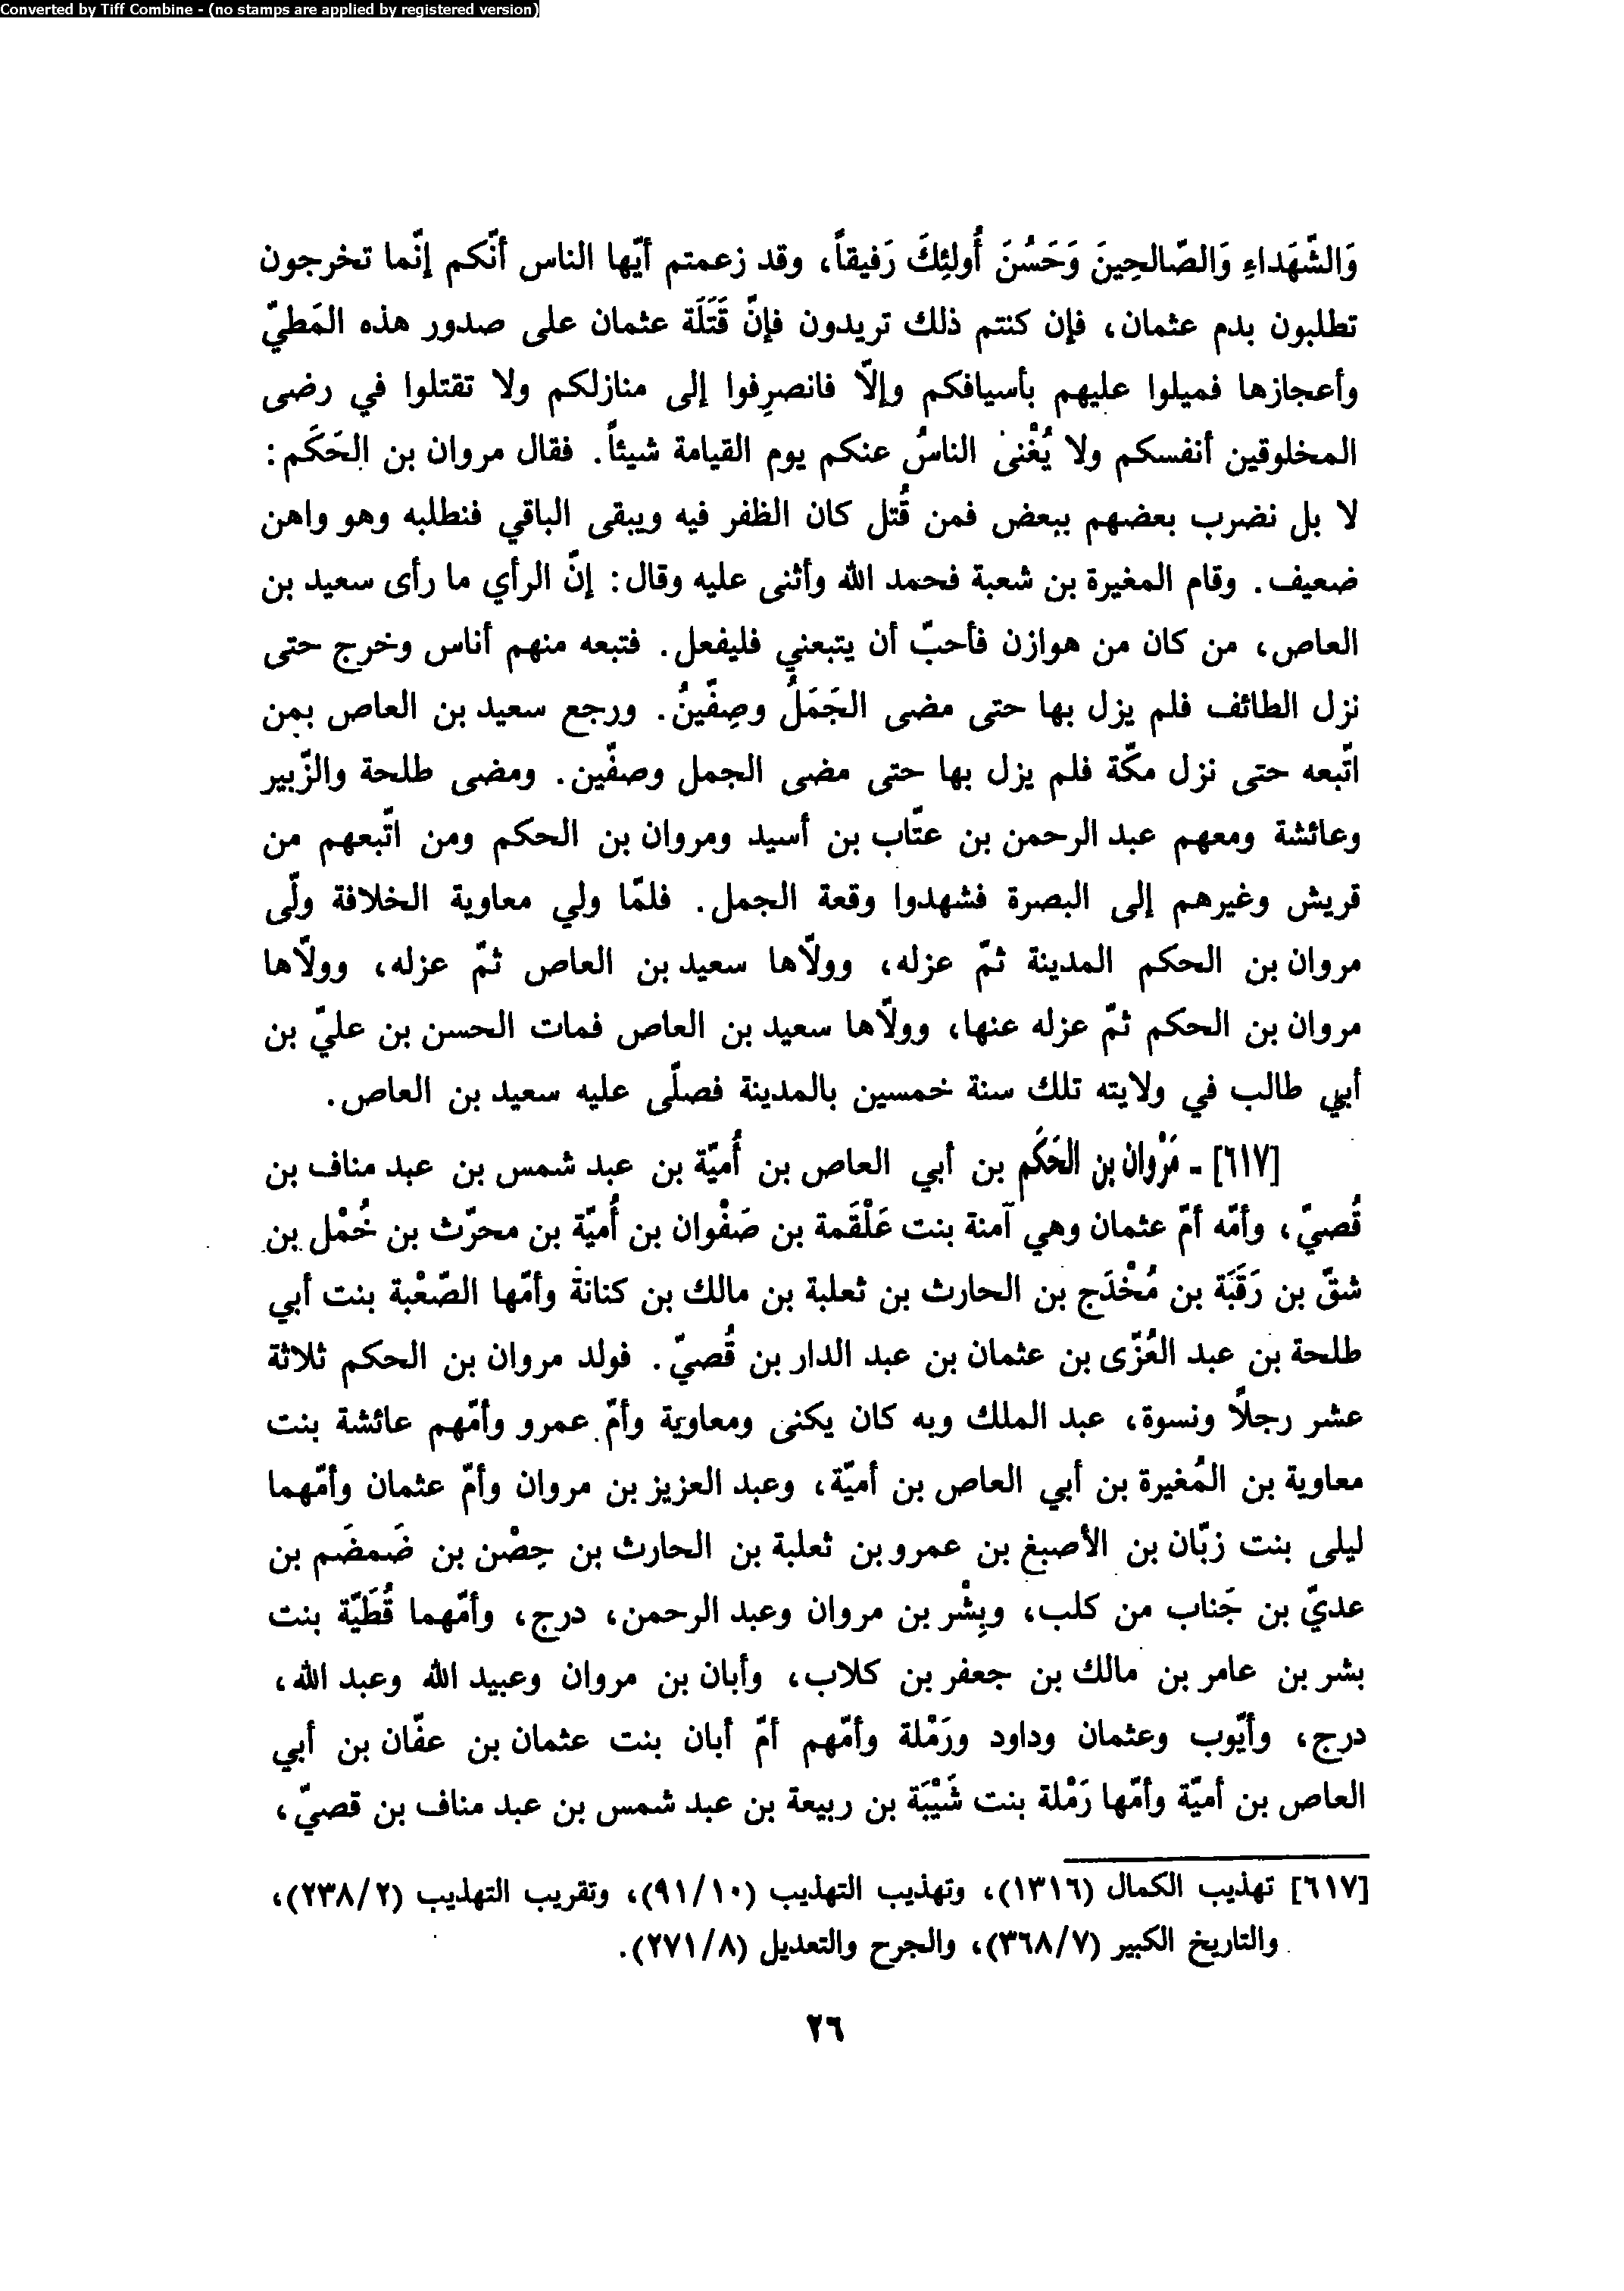 Converted by Tiff Combine - (no stamps are applied by registered version)
وَالشّهَداءِ وَالصّالحِينَ وَحَسُنَ أُولئِكَ رَفيقاً، وقد زعمتم أيّها الناس أنّكم إنّما تخرجون
تطلبون بدم عثمان، فإن كنتم ذلك تريدون فإنّ قَتَلَة عثمان على صدور هذه المَطيّ
وأعجازها فميلوا عليهم بأسيافكم وإلاّ فانصرِفوا إلى منازلكم ولا تقتلوا في رضى
المخلوقين أنفسكم ولا يُغْنىْ الناسُ عنكم يوم القيامة شيئاً. فقال مروان بن الحَكَم:
لا بل نضرب بعضهم ببعض فمن قُتل كان الظفر فيه ويبقى الباقي فنطلبه وهو واهن
ضعيف. وقام المغيرة بن شعبة فحمد الله وأثنى عليه وقال: إنّ الرأي ما رأى سعيد بن
العاص، من كان من هوازن فأحبّ أن يتبعني فليفعل. فتبعه منهم أناس وخرج حتى
نزل الطائف فلم يزل بها حتى مضى الجَمَلُ وصِفّينُ. ورجع سعيد بن العاص بمن
اتّبعه حتى نزل مكّة فلم يزل بها حتى مضى الجمل وصفّين. ومضى طلحة والزّبير
وعائشة ومعهم عبد الرحمن بن عتّاب بن أسيد ومروان بن الحكم ومن اتّبعهم من
قريش وغيرهم إلى البصرة فشهدوا وقعة الجمل. فلمّا ولي معاوية الخلافة ولّى
مروان بن الحكم المدينة ثمّ عزله، وولاّها سعيد بن العاص ثمّ عزله، وولاّها
مروان بن الحكم ثمّ عزله عنها، وولاّها سعيد بن العاص فمات الحسن بن عليّ بن
أبي طالب في ولايته تلك سنة خمسين بالمدينة فصلّى عليه سعيد بن العاص.
[٦١٧] - مَرْوان بن الحَكَم بن أبي العاص بن أُميّة بن عبد شمس بن عبد مناف بن
قُصيّ، وأمّه أمّ عثمان وهي آمنة بنت عَلْقَمة بن صَفْوان بن أُميّة بن محرّث بن خُمْل بن
شقّ بن رَقَبَة بن مُخْدَج بن الحارث بن ثعلبة بن مالك بن كنانة وأمّها الصّعْبة بنت أبي
طلحة بن عبد العُزّى بن عثمان بن عبد الدار بن قُصيّ. فولد مروان بن الحكم ثلاثة
عشر رجلاً ونسوة، عبد الملك وبه كان يكنى ومعاوية وأمّ عمرو وأمّهم عائشة بنت
معاوية بن المُغيرة بن أبي العاص بن أميّة، وعبد العزيز بن مروان وأمّ عثمان وأمّهما
ليلى بنت زبّان بن الأصبغ بن عمرو بن ثعلبة بن الحارث بن حِصْن بن ضَمضَم بن
عديّ بن جَناب من كلب، وبِشْر بن مروان وعبد الرحمن، درج، وأمّهما قُطَيّة بنت
بشر بن عامر بن مالك بن جعفر بن كلاب، وأبان بن مروان وعبيد الله وعبد الله،
درج، وأيّوب وعثمان وداود ورَمْلة وأمّهم أمّ أبان بنت عثمان بن عفّان بن أبي
العاص بن أميّة وأمّها رَمْلة بنت شَيْبَة بن ربيعة بن عبد شمس بن عبد مناف بن قصيّ،
[٦١٧] تهذيب الكمال (١٣١٦)، وتهذيب التهذيب (٩١/١٠)، وتقريب التهذيب (٢٣٨/٢)،
والتاريخ الكبير (٣٦٨/٧)، والجرح والتعديل (٢٧١/٨).
٢٦